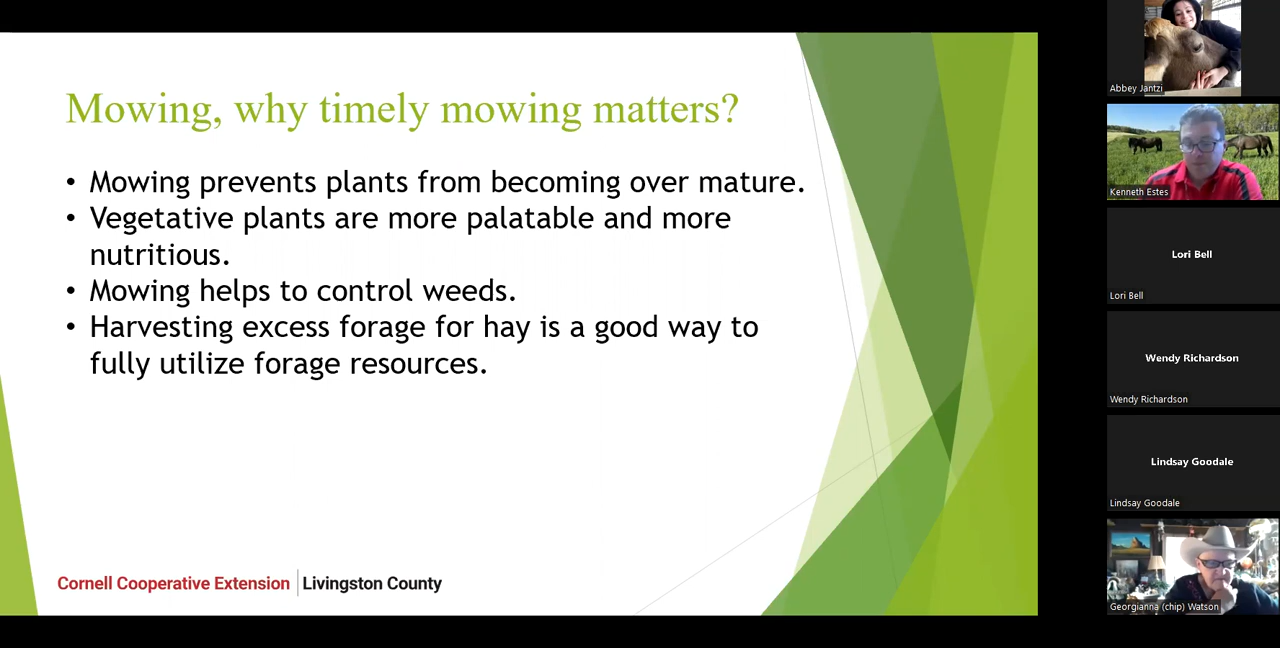 Mowing, why timely mowing matters?
• Mowing prevents plants from becoming over mature.
• Vegetative plants are more palatable and more
nutritious.
• Mowing helps to control weeds.
• Harvesting excess forage for hay is a good way to
fully utilize forage resources.
Cornell Cooperative Extension | Livingston County
Abbey Jantzi
Kenneth Estes
Lori Bell
Lori Bell
Wendy Richardson
Wendy Richardson
Lindsay Goodale
Lindsay Goodale
Georgianna (chip) Watson